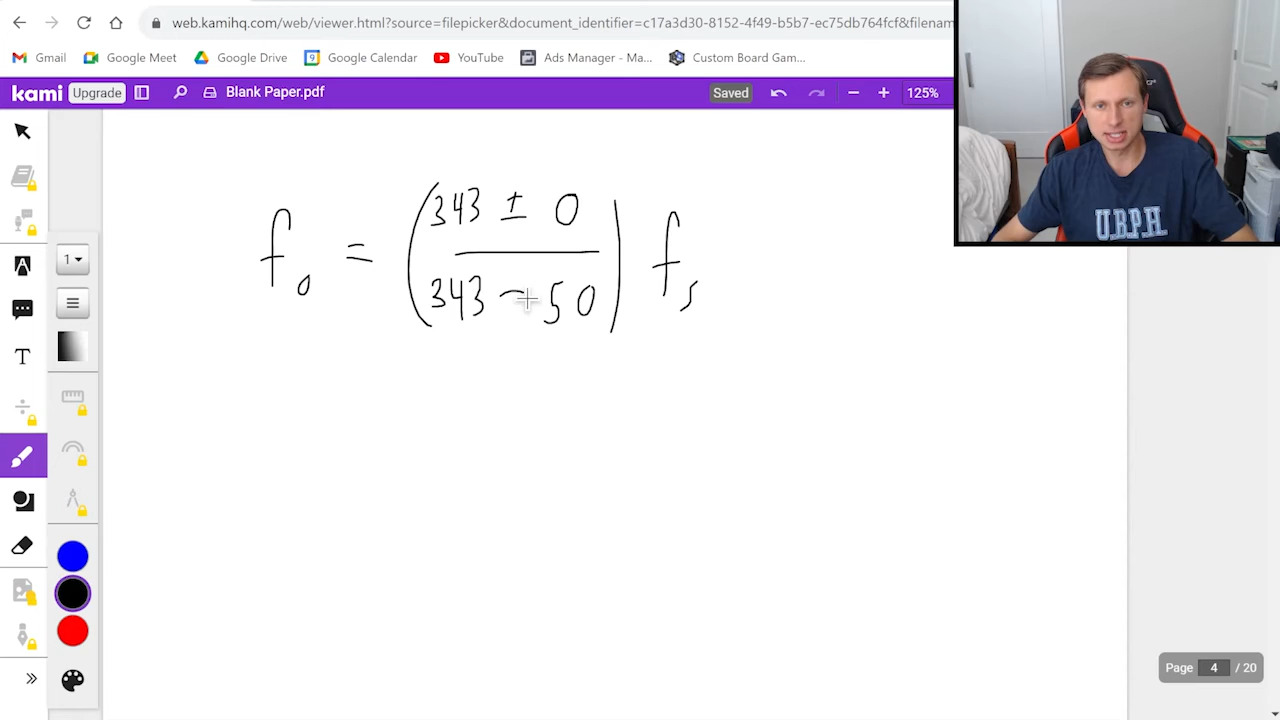 web.kamihq.com/web/viewer.html?source=filepicker&document_identifier=c17a3d30-8152-4f49-b5b7-ec75db764fcf&filenam
Gmail Google Meet Google Drive 9 Google Calendar YouTube Ads Manager - Ma... Custom Board Gam...
kami Upgrade Blank Paper.pdf Saved 125%
1
T
f₀ = (343 ± 0 / 343 - 50) fₛ
U.B.P.H.
Page 4 / 20